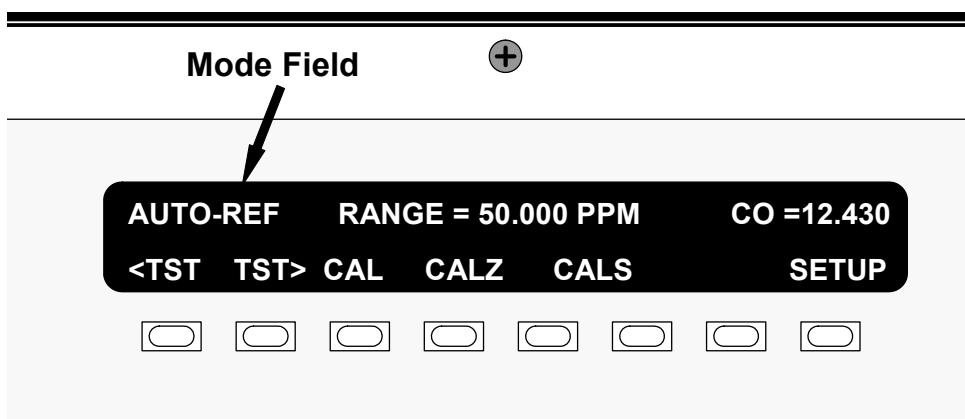 Mode Field
AUTO-REF RANGE = 50.000 PPM CO =12.430
<TST TST> CAL CALZ CALS SETUP